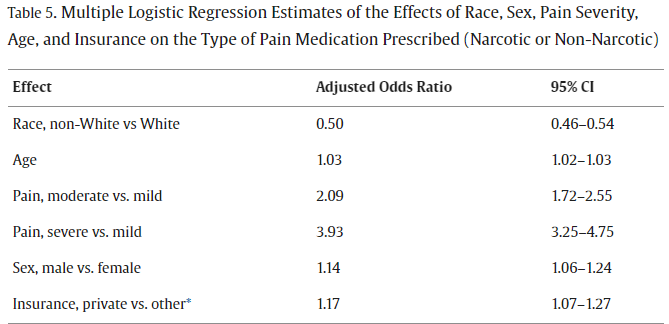 Table 5. Multiple Logistic Regression Estimates of the Effects of Race, Sex, Pain Severity,
Age, and Insurance on the Type of Pain Medication Prescribed (Narcotic or Non-Narcotic)
Effect Adjusted Odds Ratio 95% CI
Race, non-White vs White 0.50 0.46–0.54
Age 1.03 1.02–1.03
Pain, moderate vs. mild 2.09 1.72–2.55
Pain, severe vs. mild 3.93 3.25–4.75
Sex, male vs. female 1.14 1.06–1.24
Insurance, private vs. other* 1.17 1.07–1.27